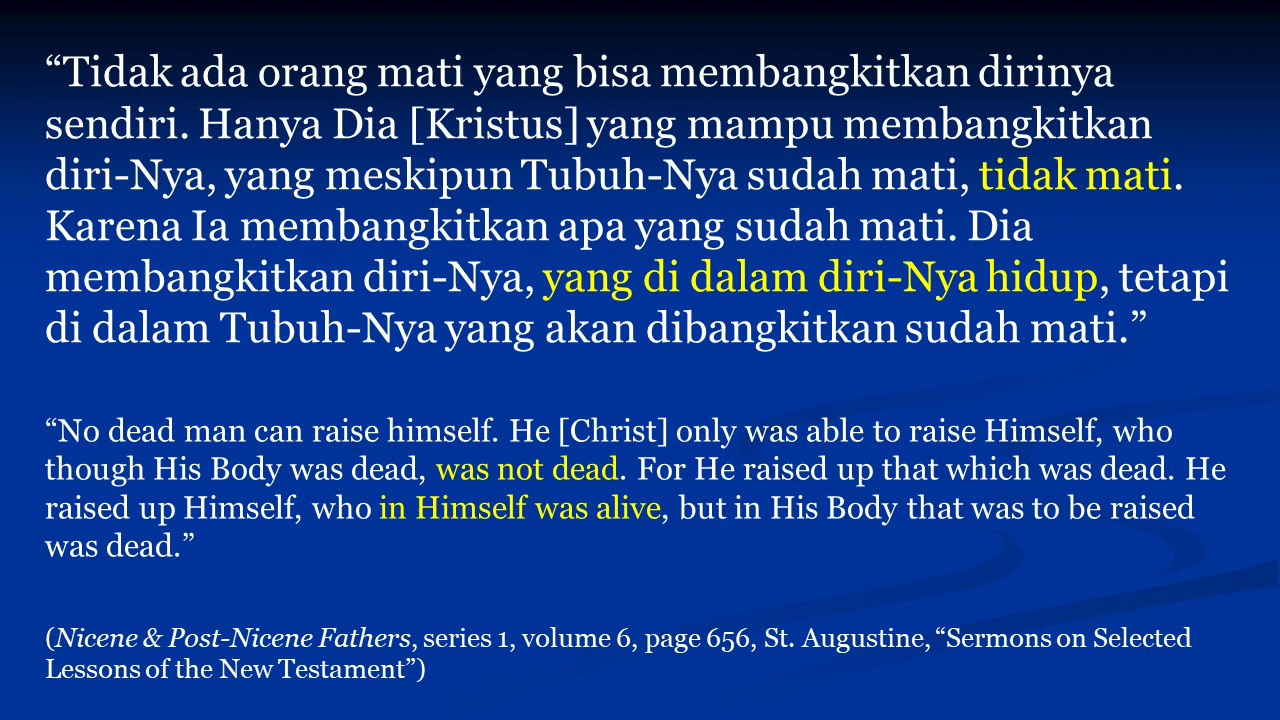 “Tidak ada orang mati yang bisa membangkitkan dirinya
sendiri. Hanya Dia [Kristus] yang mampu membangkitkan
diri-Nya, yang meskipun Tubuh-Nya sudah mati, tidak mati.
Karena Ia membangkitkan apa yang sudah mati. Dia
membangkitkan diri-Nya, yang di dalam diri-Nya hidup, tetapi
di dalam Tubuh-Nya yang akan dibangkitkan sudah mati.”
“No dead man can raise himself. He [Christ] only was able to raise Himself, who
though His Body was dead, was not dead. For He raised up that which was dead. He
raised up Himself, who in Himself was alive, but in His Body that was to be raised
was dead.”
(Nicene & Post-Nicene Fathers, series 1, volume 6, page 656, St. Augustine, “Sermons on Selected
Lessons of the New Testament”)